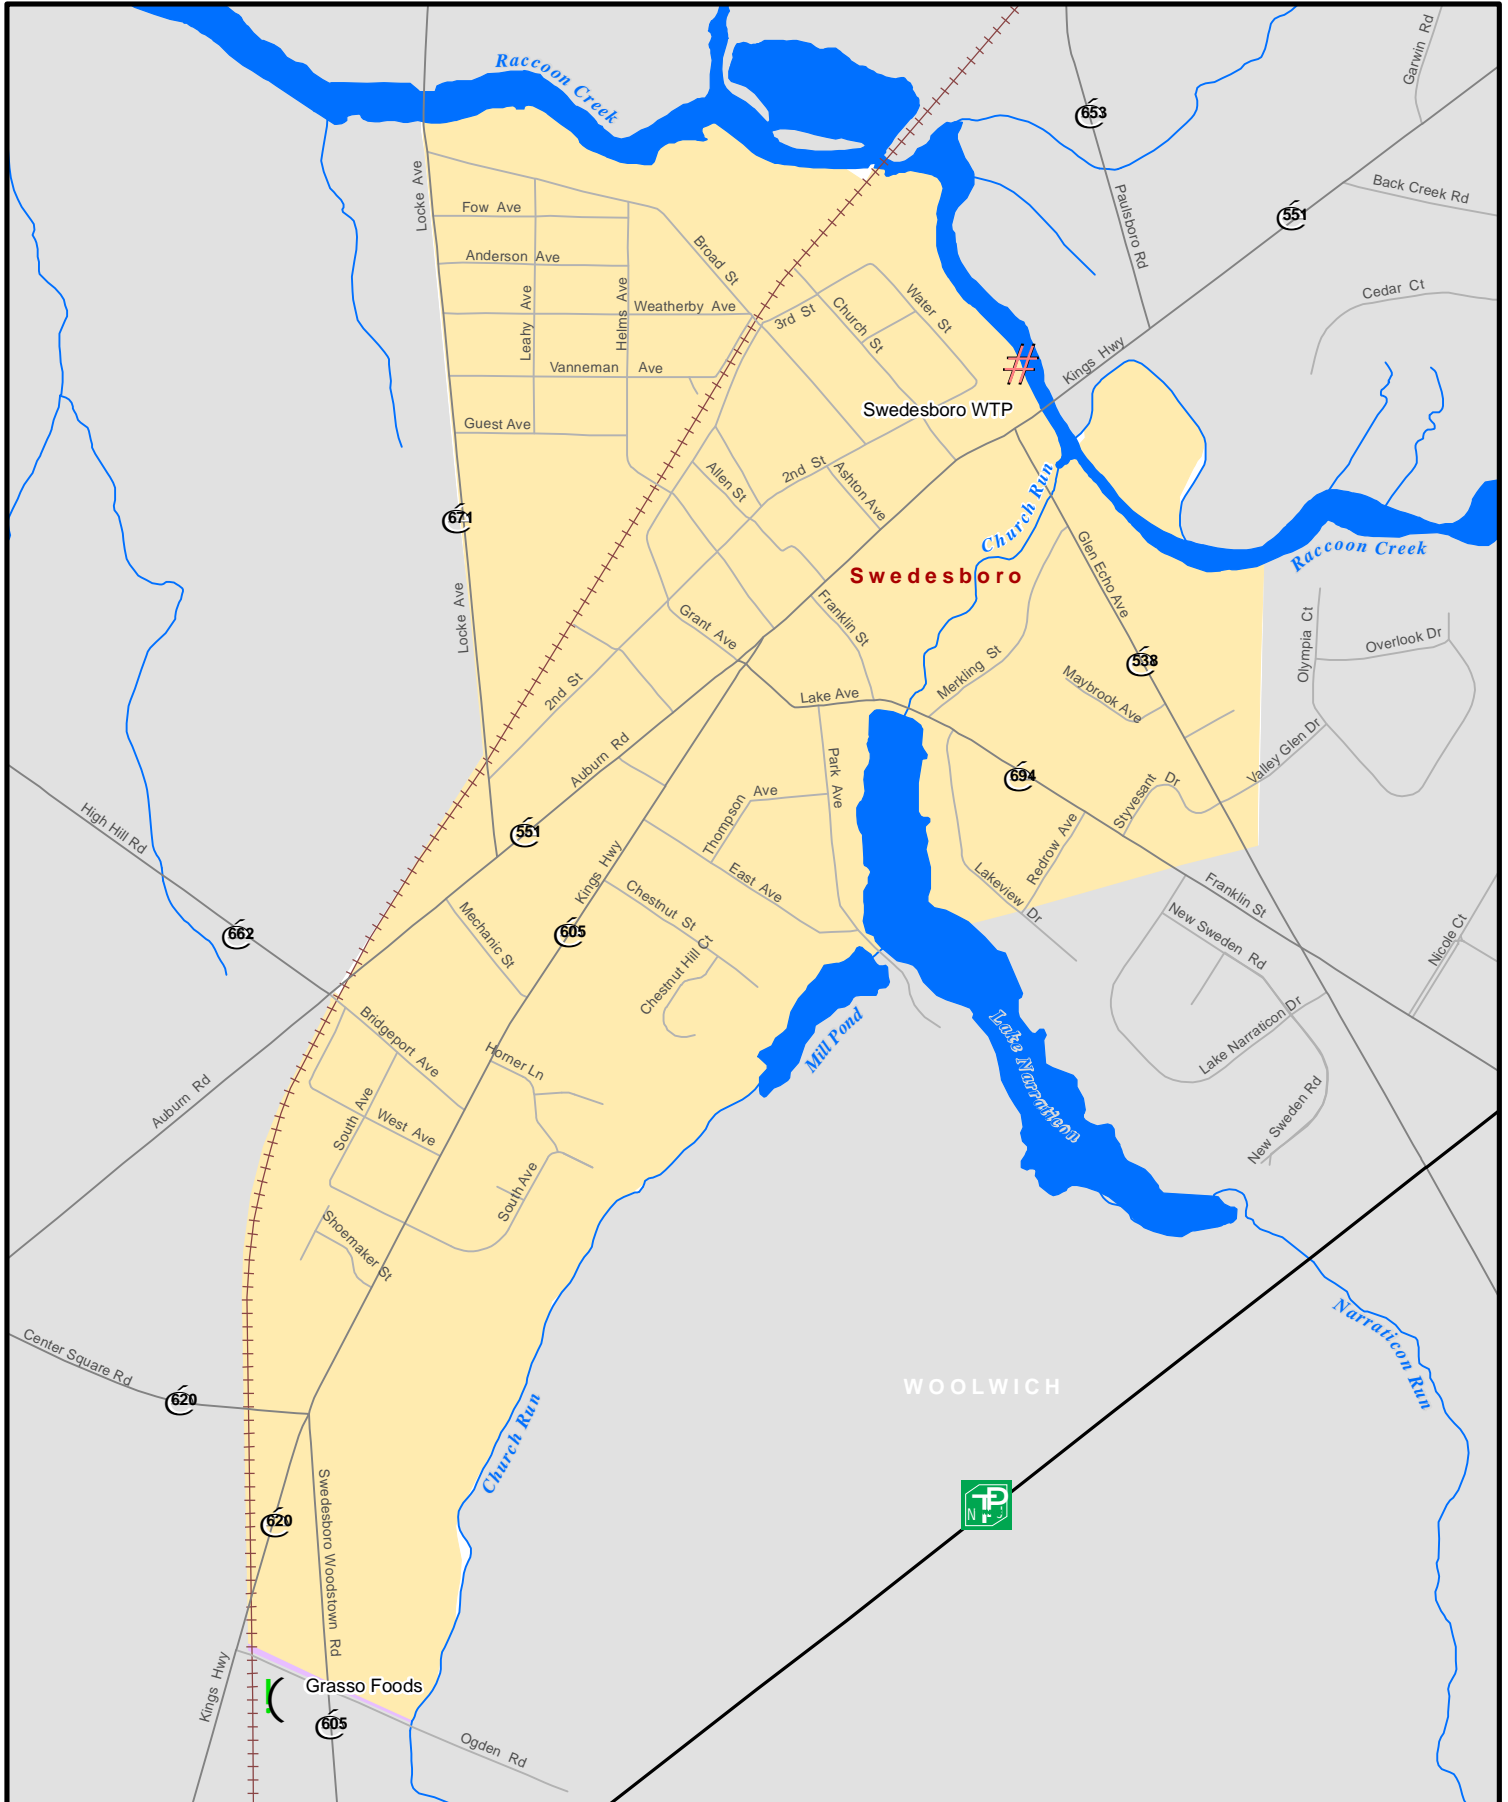 Raccoon Creek
653
Garwin Rd
551
Back Creek Rd
Locke Ave
Fow Ave
Paulsboro Rd
Anderson Ave
Broad St
Leahy Ave
Helms Ave
Weatherby Ave
3rd St
Church St
Water St
Cedar Ct
Kings Hwy
Vanneman Ave
Swedesboro WTP
Guest Ave
Allen St
2nd St
Ashton Ave
671
Church Run
Glen Echo Ave
Raccoon Creek
Swedesboro
Locke Ave
Grant Ave
Franklin St
Merkling St
538
Maybrook Ave
Olympia Ct
Overlook Dr
2nd St
Lake Ave
Auburn Rd
Park Ave
694
Valley Glen Dr
Styvesant Dr
High Hill Rd
551
Thompson Ave
Redrow Ave
Kings Hwy
East Ave
Lakeview Dr
Franklin St
Chestnut St
Mechanic St
662
605
Chestnut Hill Ct
New Sweden Rd
Nicole Ct
Bridgeport Ave
Mill Pond
Lake Narraticon
Lake Narraticon Dr
Horner Ln
Auburn Rd
South Ave
West Ave
New Sweden Rd
South Ave
Shoemaker St
Center Square Rd
Narraticon Run
WOOLWICH
620
Church Run
620
Swedesboro Woodstown Rd
Kings Hwy
Grasso Foods
605
Ogden Rd